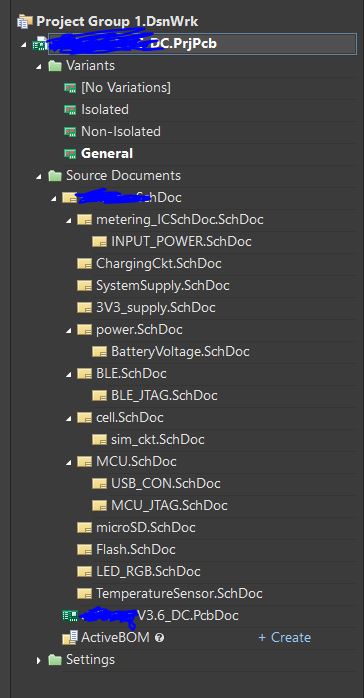 Project Group 1.DsnWrk
DC.PrjPcb
Variants
[No Variations]
Isolated
Non-Isolated
General
Source Documents
SchDoc
metering_ICSchDoc.SchDoc
INPUT_POWER.SchDoc
ChargingCkt.SchDoc
SystemSupply.SchDoc
3V3_supply.SchDoc
power.SchDoc
BatteryVoltage.SchDoc
BLE.SchDoc
BLE_JTAG.SchDoc
cell.SchDoc
sim_ckt.SchDoc
MCU.SchDoc
USB_CON.SchDoc
MCU_JTAG.SchDoc
microSD.SchDoc
Flash.SchDoc
LED_RGB.SchDoc
TemperatureSensor.SchDoc
V3.6_DC.PcbDoc
ActiveBOM ? + Create
Settings